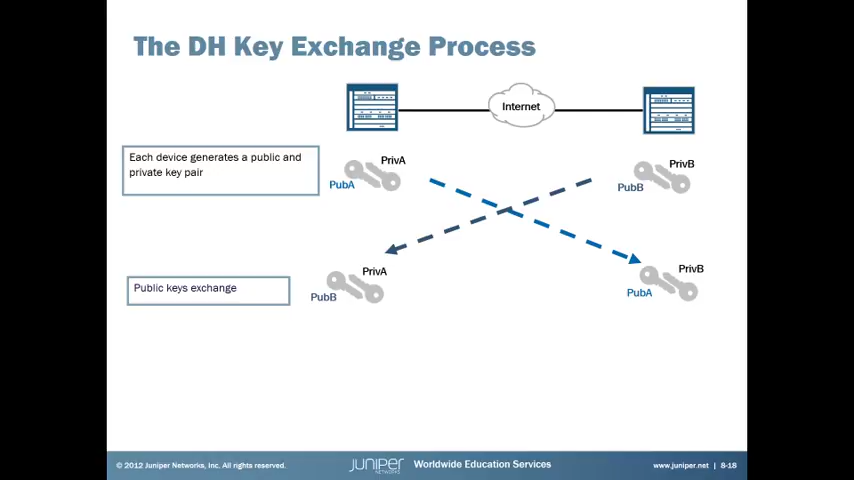 The DH Key Exchange Process
Internet
Each device generates a public and
private key pair
PrivA
PubA
PrivB
PubB
Public keys exchange
PrivA
PubB
PrivB
PubA
© 2012 Juniper Networks, Inc. All rights reserved.
JUNIPER
NETWORKS
Worldwide Education Services
www.juniper.net | 8-18